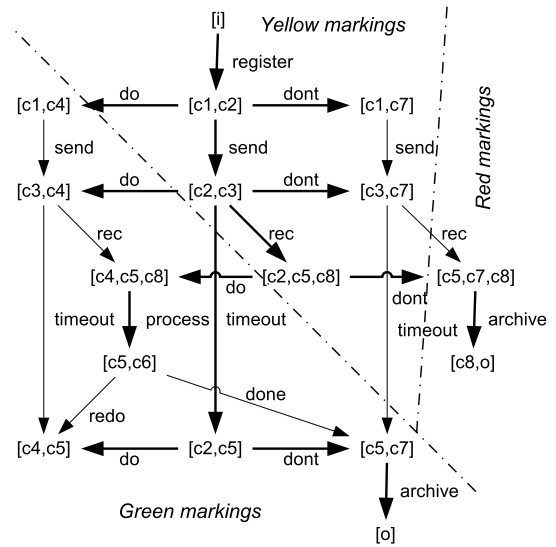 [i] Yellow markings
register
do dont
[c1,c4] [c1,c2] [c1,c7]
send send send
Red markings
do dont
[c3,c4] [c2,c3] [c3,c7]
rec rec rec
[c4,c5,c8] [c2,c5,c8] [c5,c7,c8]
do dont
timeout process timeout timeout archive
[c5,c6] [c8,o]
done
redo
[c4,c5] [c2,c5] [c5,c7]
do dont
archive
Green markings
[o]